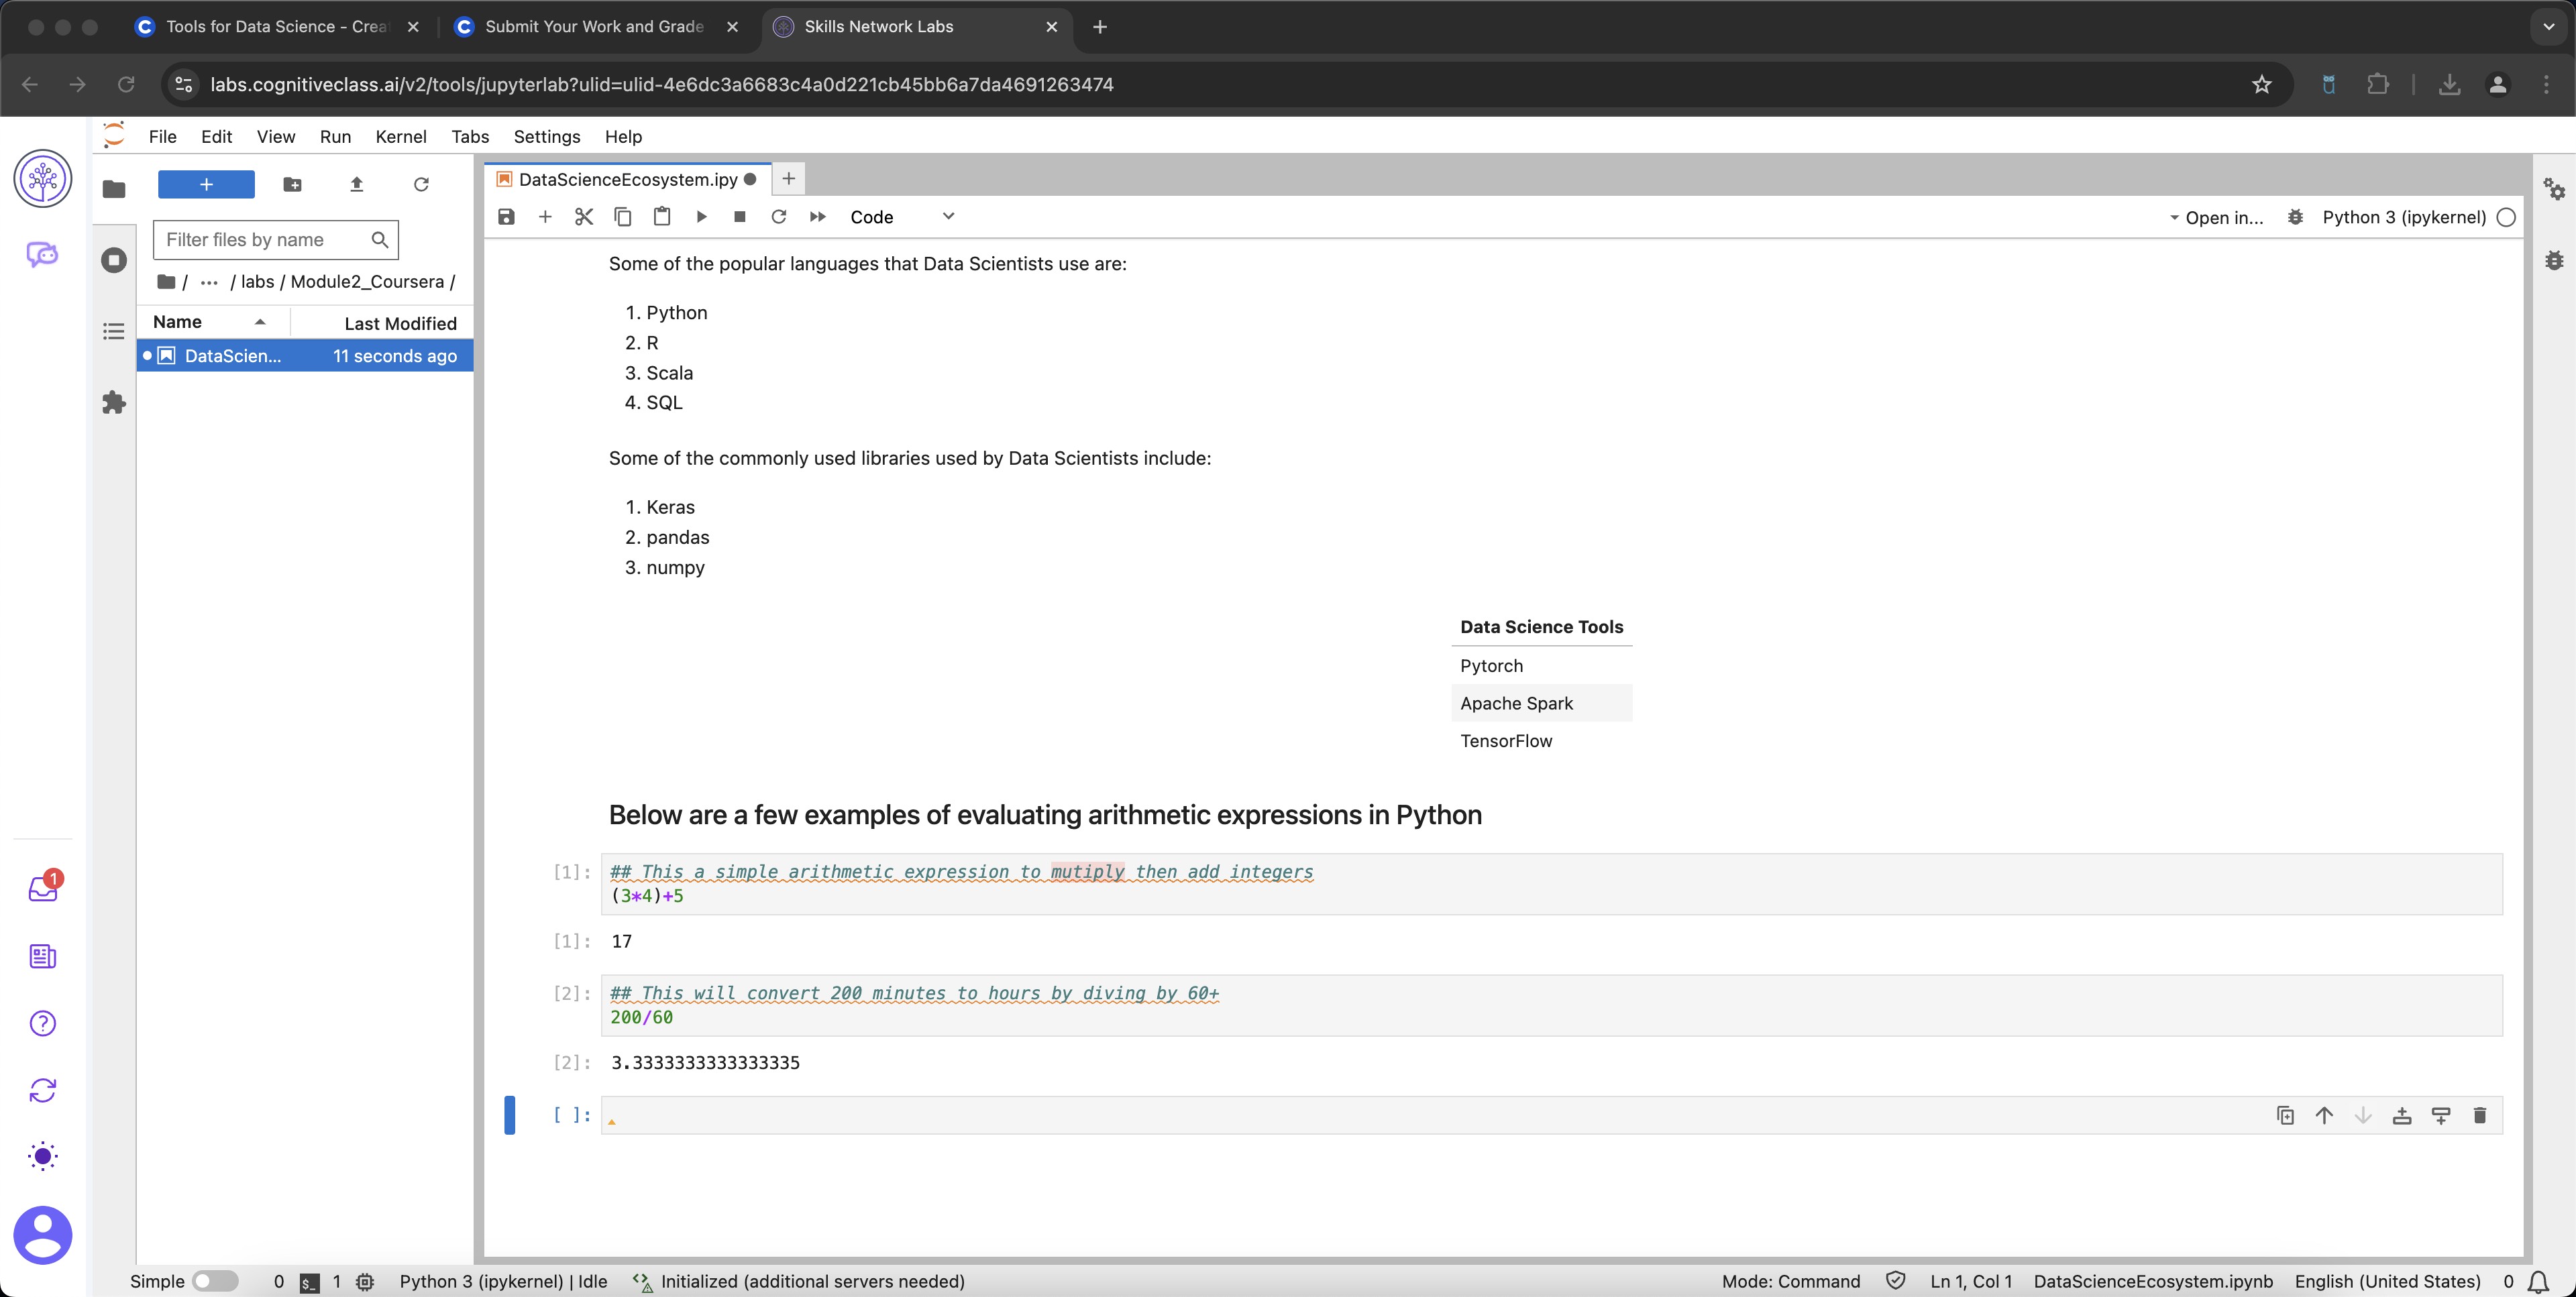 Tools for Data Science - Crea
Submit Your Work and Grade
Skills Network Labs
labs.cognitiveclass.ai/v2/tools/jupyterlab?ulid=ulid-4e6dc3a6683c4a0d221cb45bb6a7da4691263474
File Edit View Run Kernel Tabs Settings Help
Filter files by name
/ ... / labs / Module2_Coursera /
Name Last Modified
DataScien... 11 seconds ago
DataScienceEcosystem.ipy
Code
Open in...
Python 3 (ipykernel)
Some of the popular languages that Data Scientists use are:
1. Python
2. R
3. Scala
4. SQL
Some of the commonly used libraries used by Data Scientists include:
1. Keras
2. pandas
3. numpy
Data Science Tools
Pytorch
Apache Spark
TensorFlow
Below are a few examples of evaluating arithmetic expressions in Python
[1]: ## This a simple arithmetic expression to mutiply then add integers
(3*4)+5
[1]: 17
[2]: ## This will convert 200 minutes to hours by diving by 60+
200/60
[2]: 3.3333333333333335
[ ]:
1
Simple 0 $_ 1 Python 3 (ipykernel) | Idle Initialized (additional servers needed) Mode: Command Ln 1, Col 1 DataScienceEcosystem.ipynb English (United States) 0